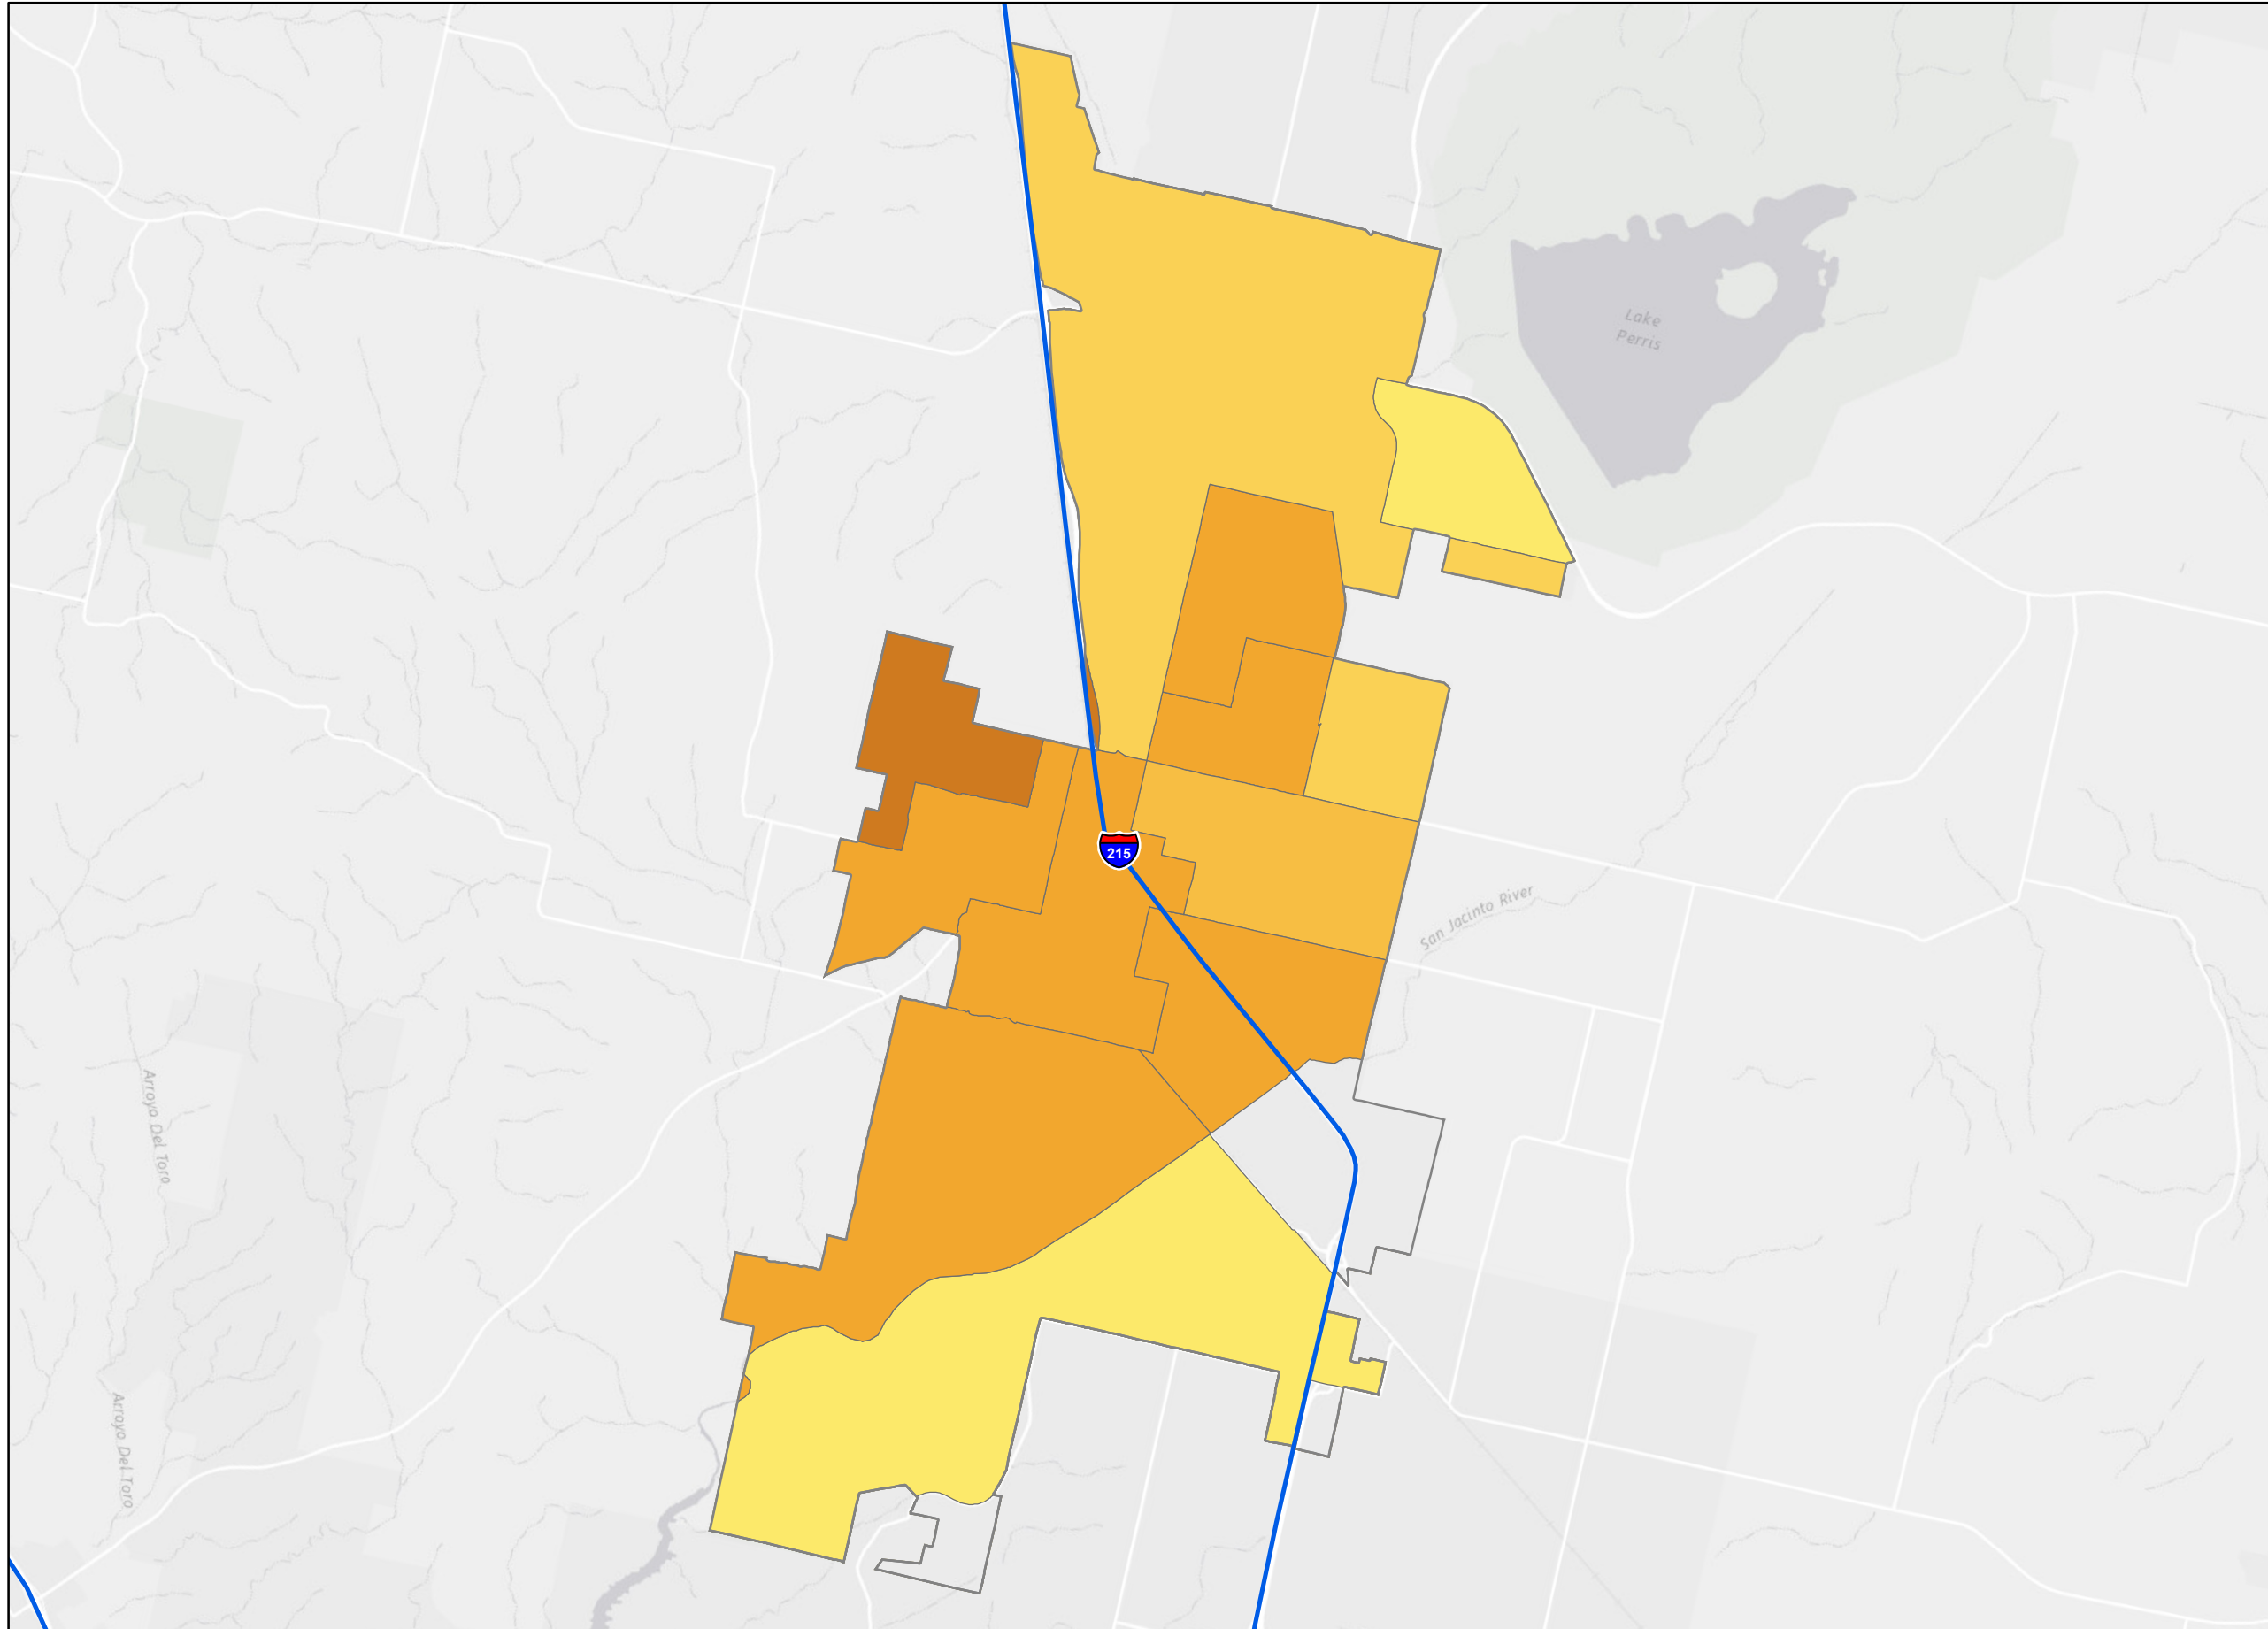 Lake
Perris
215
San Jacinto River
Arroyo Del Toro
Arroyo Del Toro